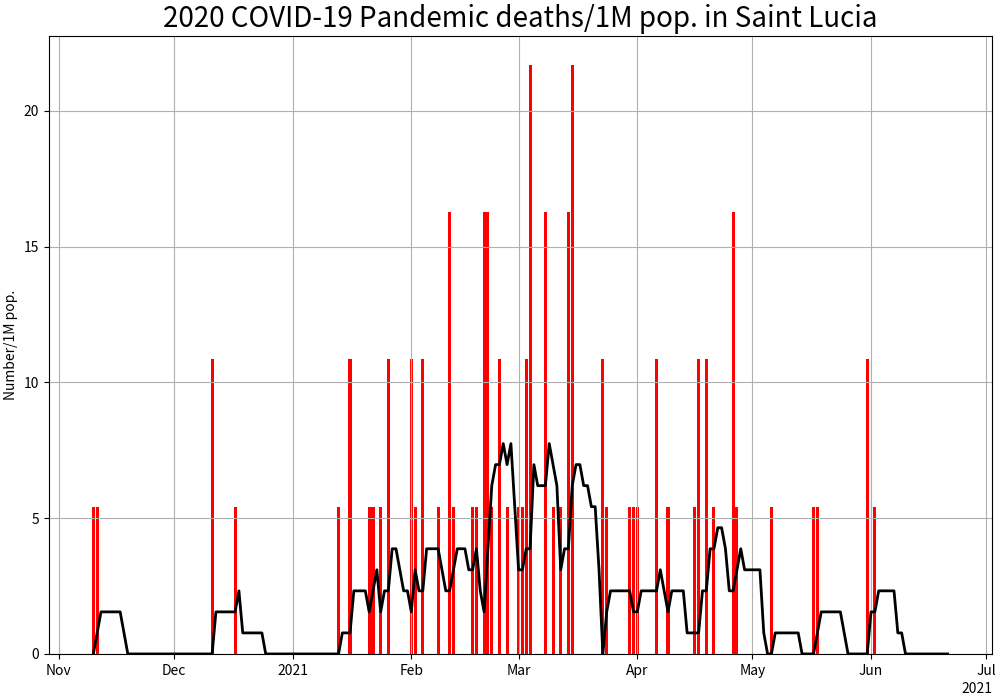 2020 COVID-19 Pandemic deaths/1M pop. in Saint Lucia
Number/1M pop.
20
15
10
5
0
Nov Dec 2021 Feb Mar Apr May Jun Jul
2021